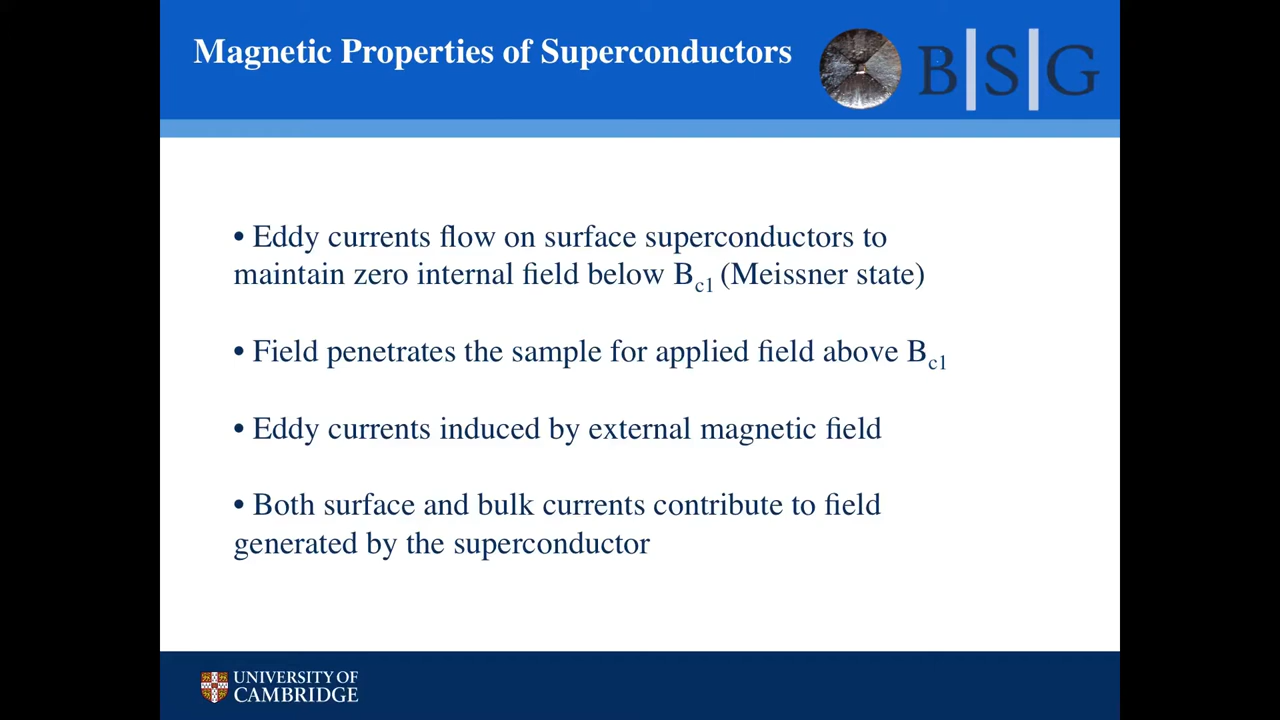 Magnetic Properties of Superconductors
B|S|G
• Eddy currents flow on surface superconductors to
maintain zero internal field below Bc1 (Meissner state)
• Field penetrates the sample for applied field above Bc1
• Eddy currents induced by external magnetic field
• Both surface and bulk currents contribute to field
generated by the superconductor
UNIVERSITY OF
CAMBRIDGE